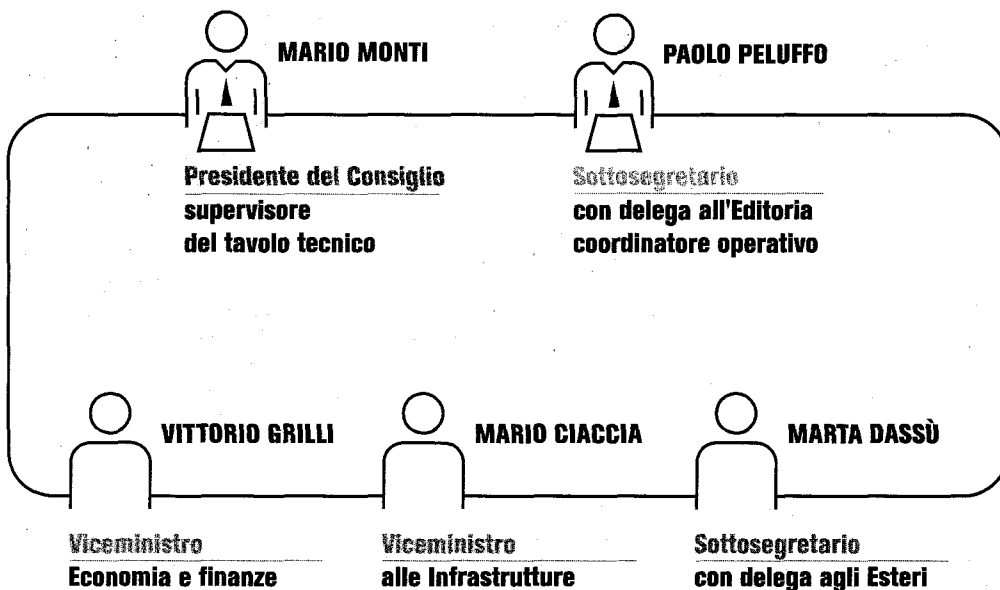 MARIO MONTI
Presidente del Consiglio
supervisore
del tavolo tecnico
PAOLO PELUFFO
Sottosegretario
con delega all'Editoria
coordinatore operativo
VITTORIO GRILLI
Viceministro
Economia e finanze
MARIO CIACCIA
Viceministro
alle Infrastrutture
MARTA DASSÙ
Sottosegretario
con delega agli Esteri